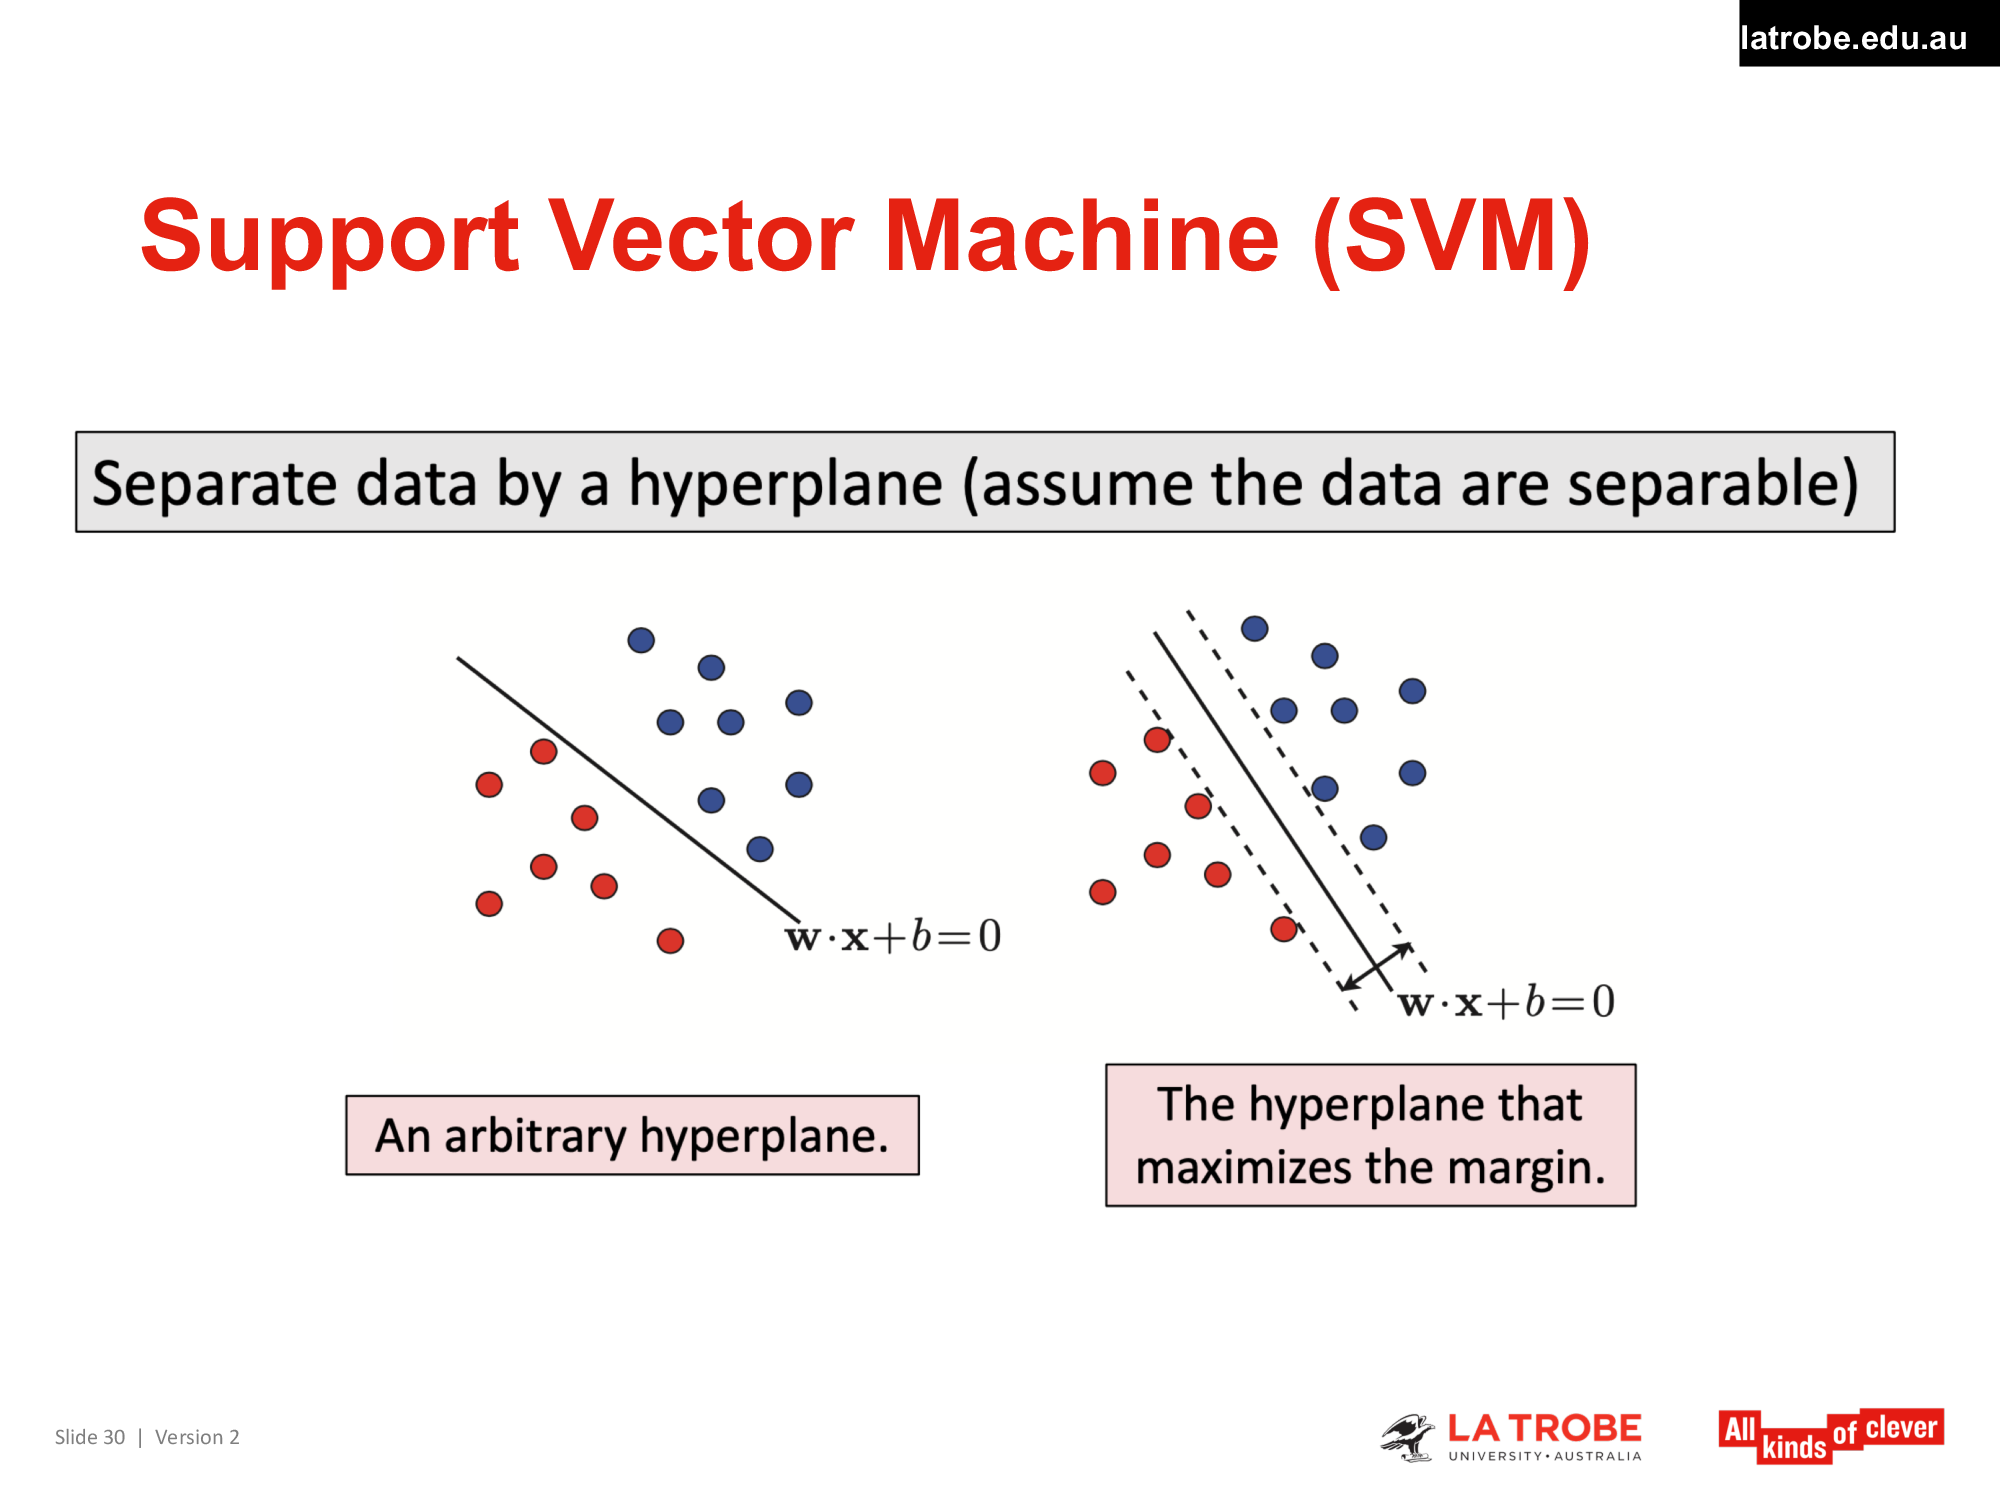 latrobe.edu.au
Support Vector Machine (SVM)
Separate data by a hyperplane (assume the data are separable)
w·x+b=0
w·x+b=0
An arbitrary hyperplane.
The hyperplane that
maximizes the margin.
Slide 30 | Version 2
LA TROBE
UNIVERSITY • AUSTRALIA
All kinds of clever